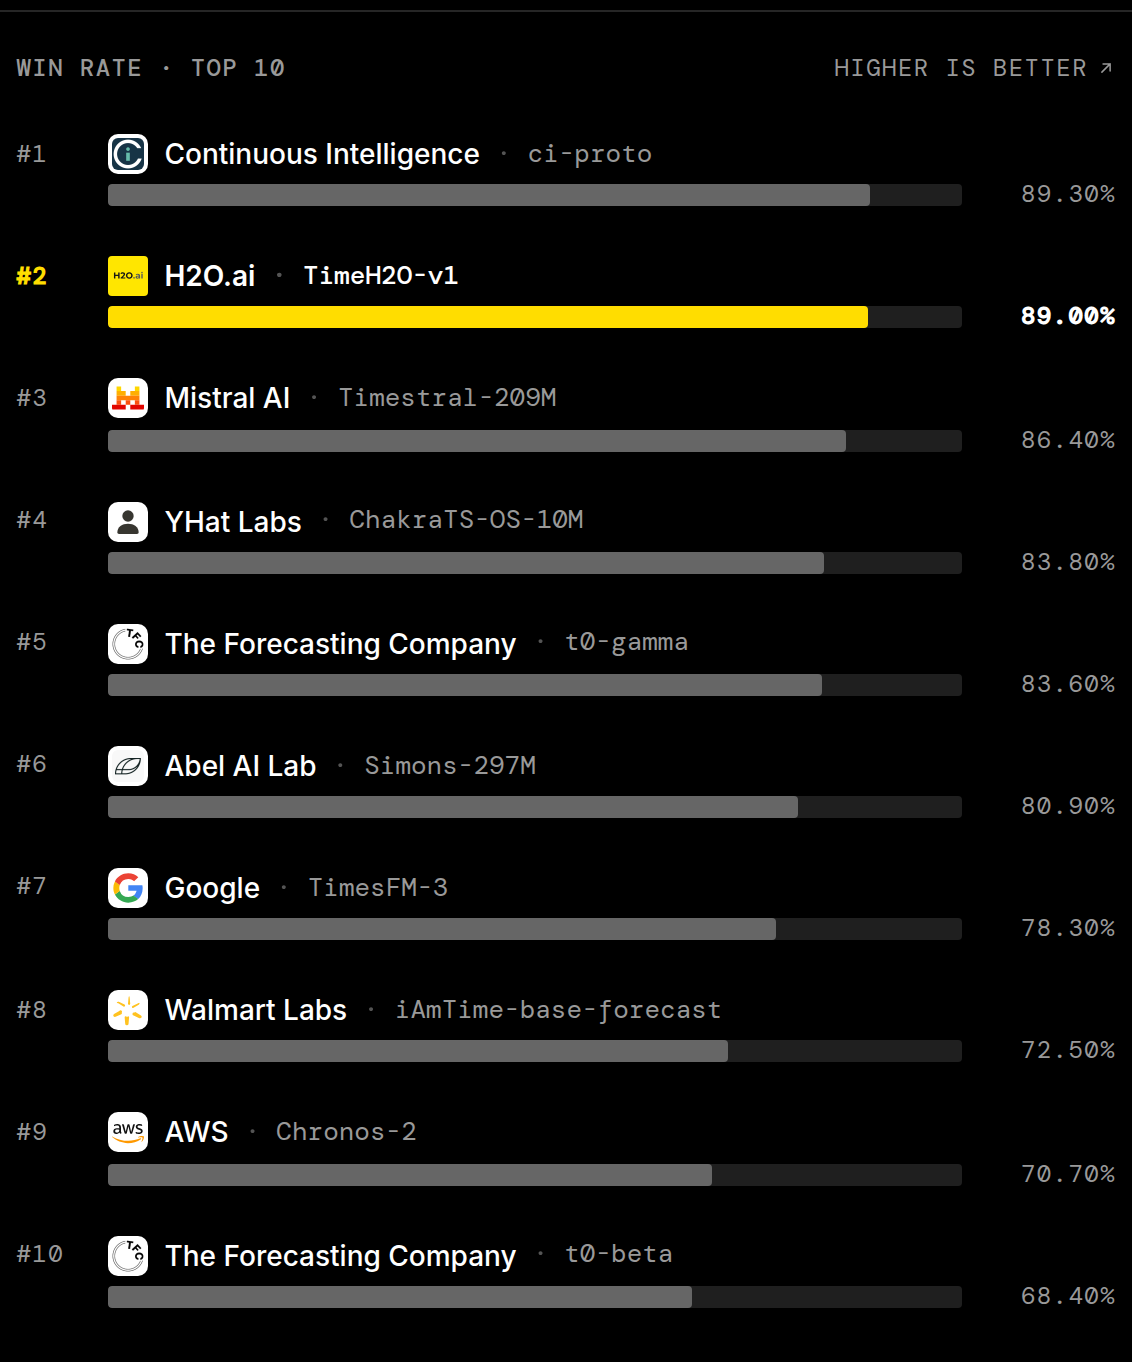 WIN RATE · TOP 10
HIGHER IS BETTER ↗
#1 Continuous Intelligence · ci-proto
89.30%
#2 H2O.ai H2O.ai · TimeH2O-v1
89.00%
#3 Mistral AI · Timestral-209M
86.40%
#4 YHat Labs · ChakraTS-OS-10M
83.80%
#5 TFC The Forecasting Company · t0-gamma
83.60%
#6 Abel AI Lab · Simons-297M
80.90%
#7 G Google · TimesFM-3
78.30%
#8 Walmart Labs · iAmTime-base-forecast
72.50%
#9 aws AWS · Chronos-2
70.70%
#10 TFC The Forecasting Company · t0-beta
68.40%